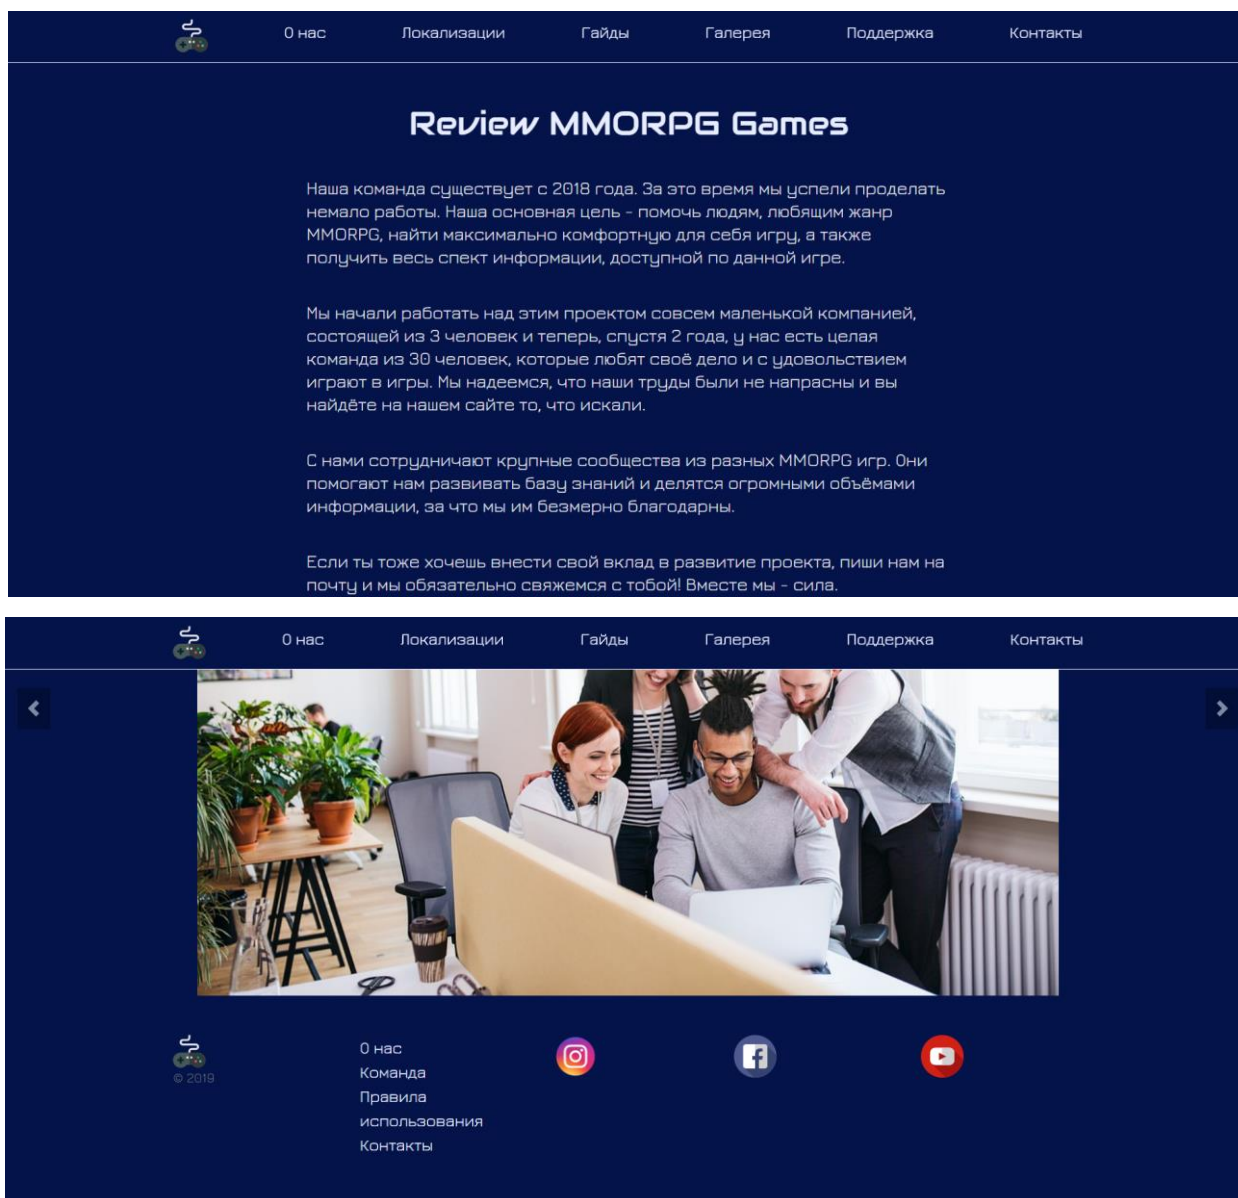 О нас Локализации Гайды Галерея Поддержка Контакты
Review MMORPG Games
Наша команда существует с 2018 года. За это время мы успели проделать
немало работы. Наша основная цель - помочь людям, любящим жанр
MMORPG, найти максимально комфортную для себя игру, а также
получить весь спект информации, доступной по данной игре.
Мы начали работать над этим проектом совсем маленькой компанией,
состоящей из 3 человек и теперь, спустя 2 года, у нас есть целая
команда из 30 человек, которые любят своё дело и с удовольствием
играют в игры. Мы надеемся, что наши труды были не напрасны и вы
найдёте на нашем сайте то, что искали.
С нами сотрудничают крупные сообщества из разных MMORPG игр. Они
помогают нам развивать базу знаний и делятся огромными объёмами
информации, за что мы им безмерно благодарны.
Если ты тоже хочешь внести свой вклад в развитие проекта, пиши нам на
почту и мы обязательно свяжемся с тобой! Вместе мы - сила.
О нас Локализации Гайды Галерея Поддержка Контакты
© 2019
О нас
Команда
Правила
использования
Контакты